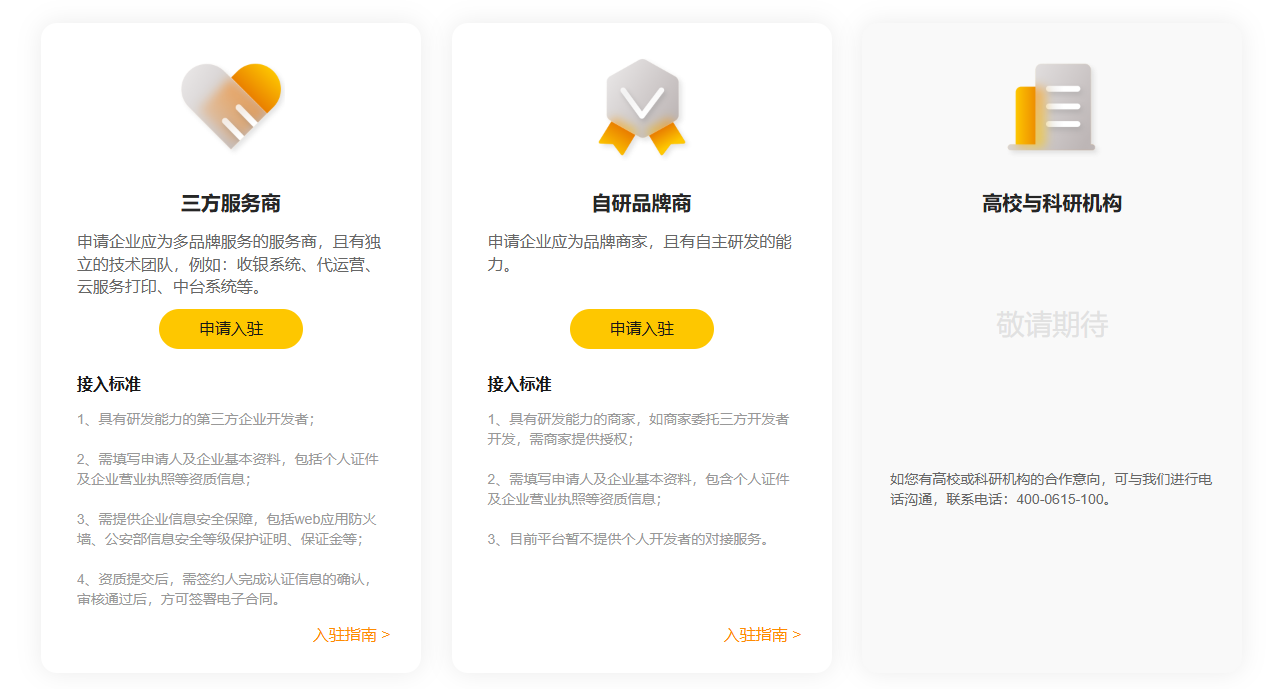 三方服务商
申请企业应为多品牌服务的服务商，且有独
立的技术团队，例如：收银系统、代运营、
云服务打印、中台系统等。
申请入驻
接入标准
1、具有研发能力的第三方企业开发者；
2、需填写申请人及企业基本资料，包括个人证件
及企业营业执照等资质信息；
3、需提供企业信息安全保障，包括web应用防火
墙、公安部信息安全等级保护证明、保证金等；
4、资质提交后，需签约人完成认证信息的确认，
审核通过后，方可签署电子合同。
入驻指南 >
自研品牌商
申请企业应为品牌商家，且有自主研发的能
力。
申请入驻
接入标准
1、具有研发能力的商家，如商家委托三方开发者
开发，需商家提供授权；
2、需填写申请人及企业基本资料，包含个人证件
及企业营业执照等资质信息；
3、目前平台暂不提供个人开发者的对接服务。
入驻指南 >
高校与科研机构
敬请期待
如您有高校或科研机构的合作意向，可与我们进行电
话沟通，联系电话：400-0615-100。